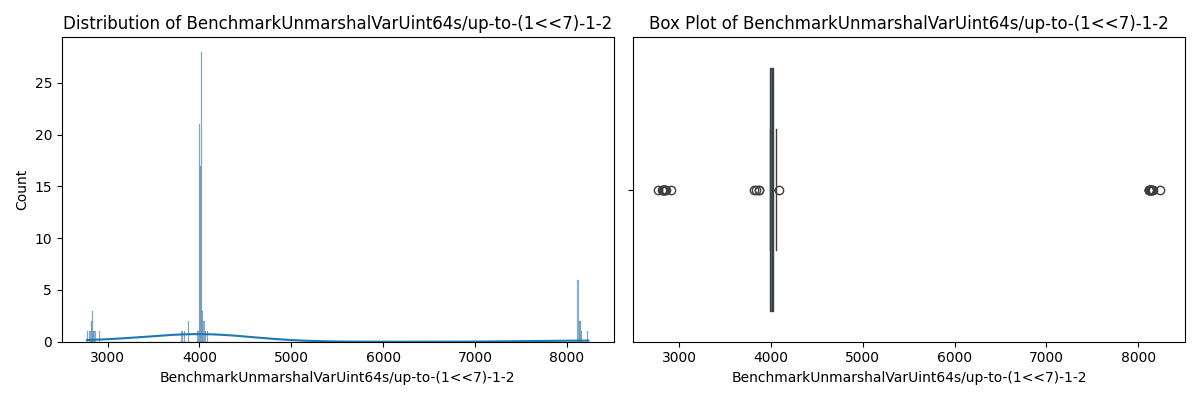 Distribution of BenchmarkUnmarshalVarUint64s/up-to-(1<<7)-1-2
Count
25
20
15
10
5
0
3000 4000 5000 6000 7000 8000
BenchmarkUnmarshalVarUint64s/up-to-(1<<7)-1-2
Box Plot of BenchmarkUnmarshalVarUint64s/up-to-(1<<7)-1-2
3000 4000 5000 6000 7000 8000
BenchmarkUnmarshalVarUint64s/up-to-(1<<7)-1-2